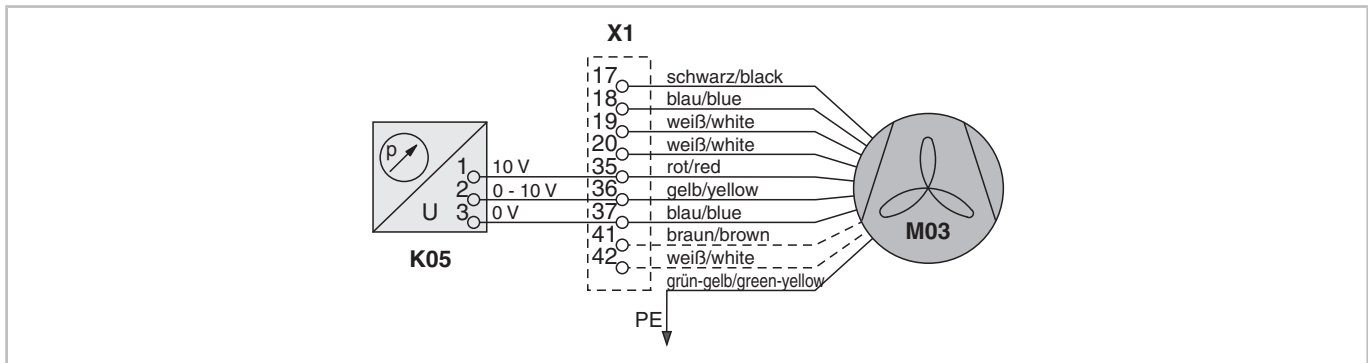 X1
17 schwarz/black
18 blau/blue
19 weiß/white
20 weiß/white
p
1 10 V 35 rot/red
2 0 - 10 V 36 gelb/yellow
U 3 0 V 37 blau/blue
41 braun/brown
42 weiß/white
grün-gelb/green-yellow
M03
K05
PE